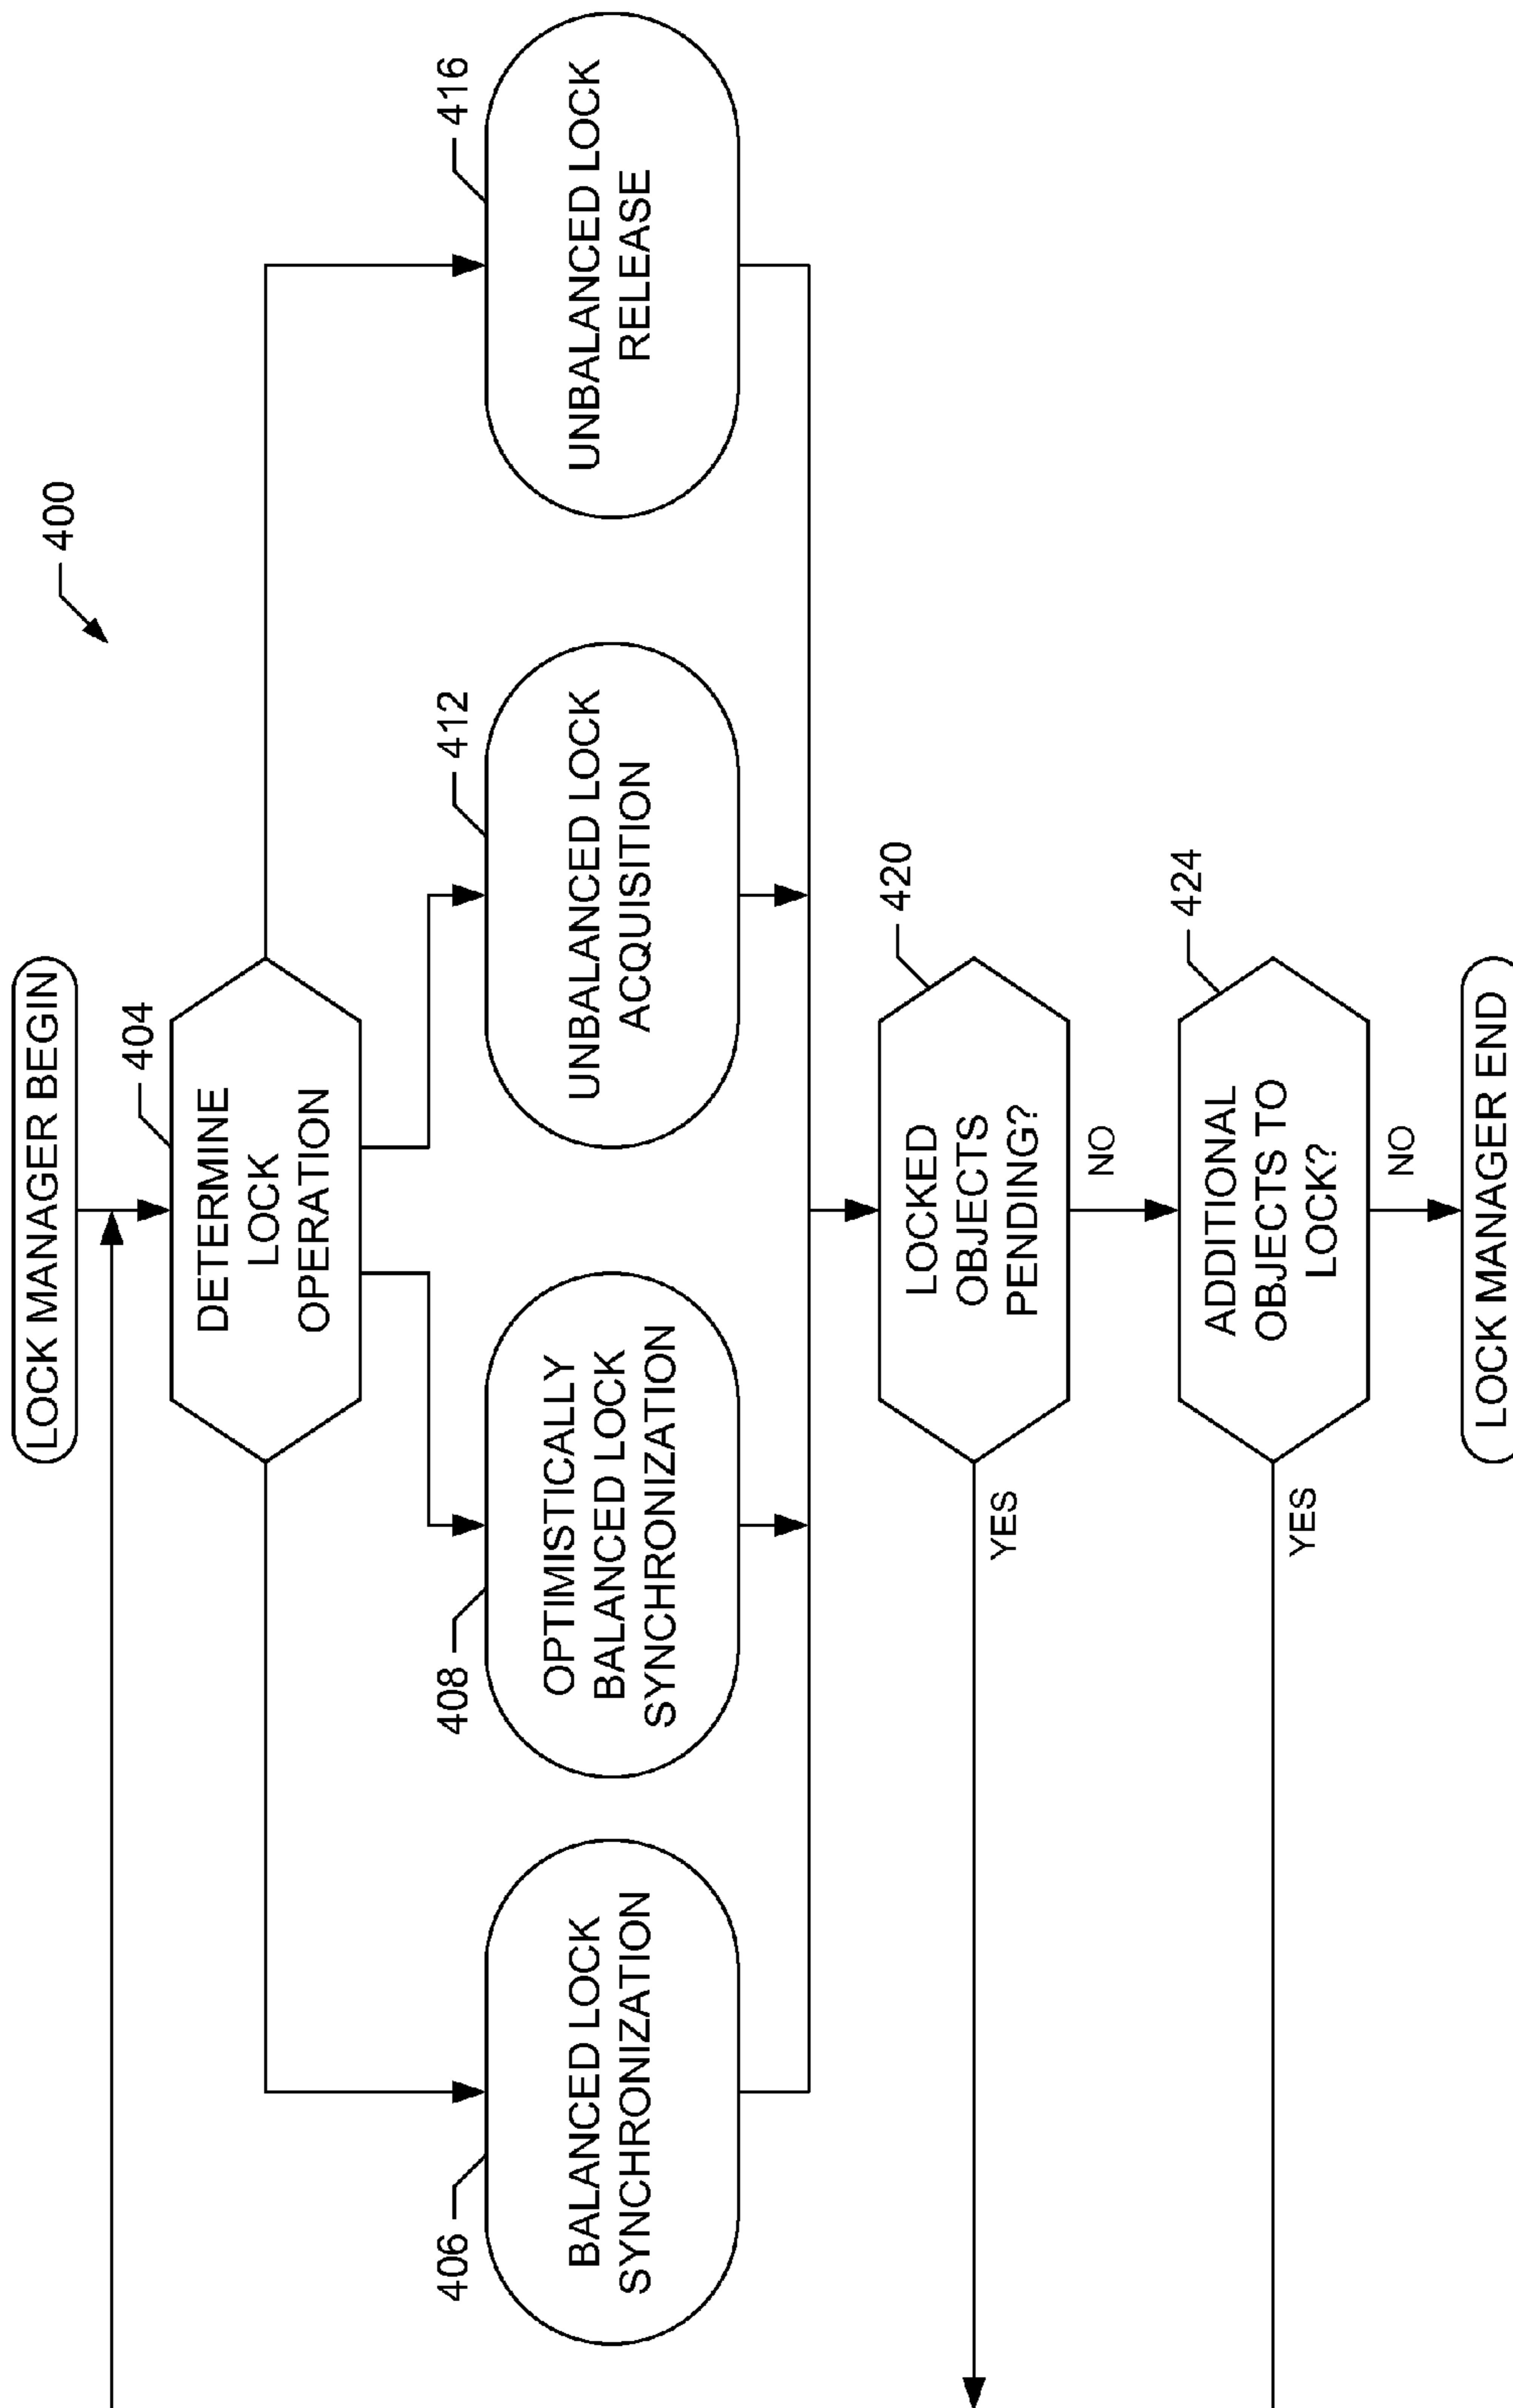 400
LOCK MANAGER BEGIN
404
DETERMINE
LOCK
OPERATION
406
BALANCED LOCK
SYNCHRONIZATION
408
OPTIMISTICALLY
BALANCED LOCK
SYNCHRONIZATION
412
UNBALANCED LOCK
ACQUISITION
416
UNBALANCED LOCK
RELEASE
420
LOCKED
OBJECTS
PENDING?
YES
NO
424
ADDITIONAL
OBJECTS TO
LOCK?
YES
NO
LOCK MANAGER END